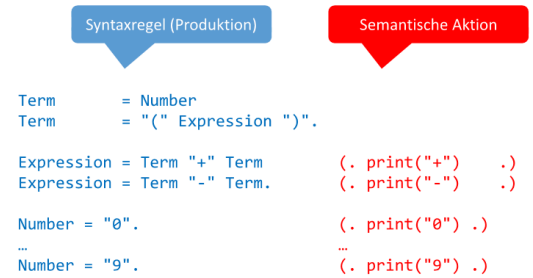 Syntaxregel (Produktion) Semantische Aktion
Term = Number
Term = "(" Expression ")".
Expression = Term "+" Term (. print("+") .)
Expression = Term "-" Term. (. print("-") .)
Number = "0". (. print("0") .)
… …
Number = "9". (. print("9") .)